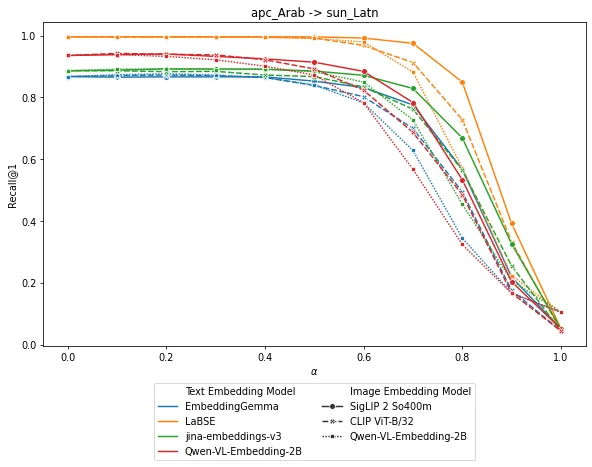 apc_Arab -> sun_Latn
Recall@1
1.0
0.8
0.6
0.4
0.2
0.0
0.0 0.2 0.4 0.6 0.8 1.0
α
Text Embedding Model
EmbeddingGemma
LaBSE
jina-embeddings-v3
Qwen-VL-Embedding-2B
Image Embedding Model
SigLIP 2 So400m
CLIP ViT-B/32
Qwen-VL-Embedding-2B